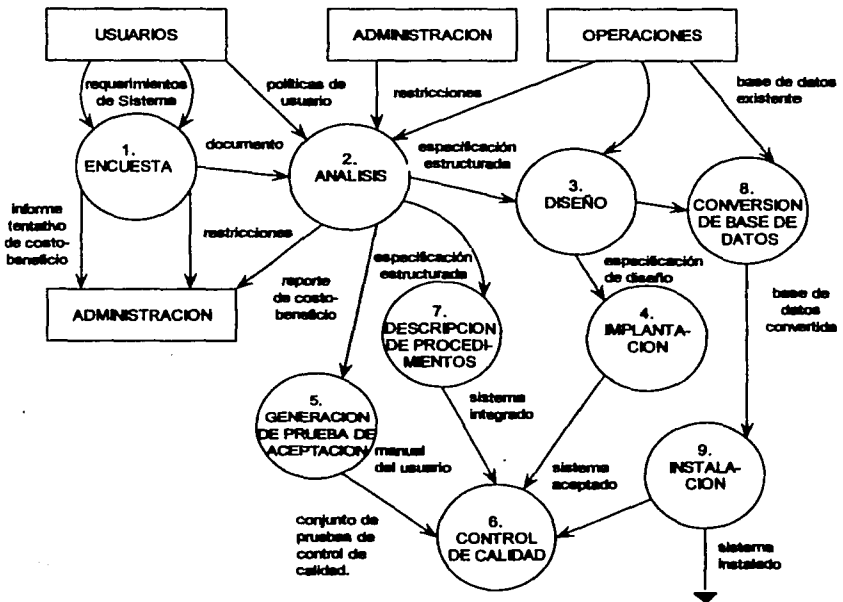 USUARIOS
ADMINISTRACION
OPERACIONES
requerimientos
de Sistema
políticas de
usuario
restricciones
base de datos
existente
1.
ENCUESTA
documento
2.
ANALISIS
especificación
estructurada
3.
DISEÑO
8.
CONVERSION
DE BASE DE
DATOS
informe
tentativo
de costo-
beneficio
restricciones
ADMINISTRACION
reporte
de costo-
beneficio
especificación
estructurada
especificación
de diseño
7.
DESCRIPCION
DE PROCEDI-
MIENTOS
4.
IMPLANTA-
CION
base de
datos
convertida
5.
GENERACION
DE PRUEBA DE
ACEPTACION
manual
del usuario
sistema
integrado
sistema
aceptado
9.
INSTALA-
CION
conjunto de
pruebas de
control de
calidad.
6.
CONTROL
DE CALIDAD
sistema
instalado